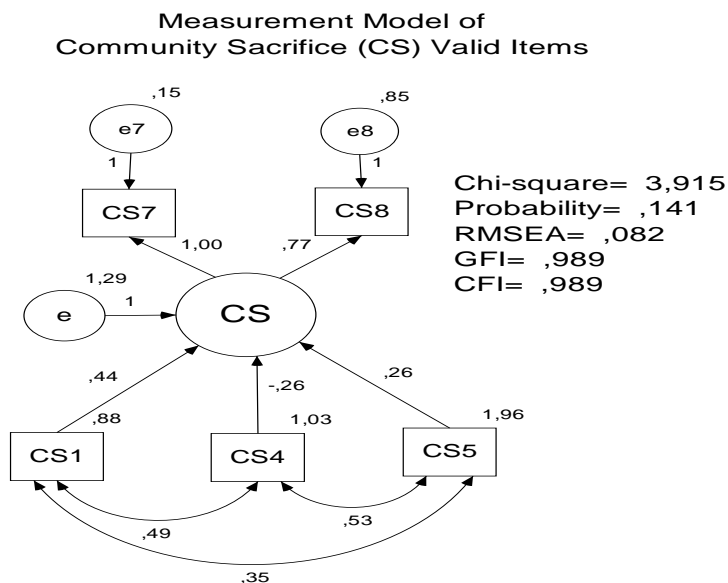 Measurement Model of
Community Sacrifice (CS) Valid Items
,15
e7
,85
e8
1
1
CS7
CS8
Chi-square= 3,915
Probability= ,141
RMSEA= ,082
GFI= ,989
CFI= ,989
1,00
,77
1,29
e
1
CS
,44
-,26
,26
,88
1,03
1,96
CS1
CS4
CS5
,49
,53
,35